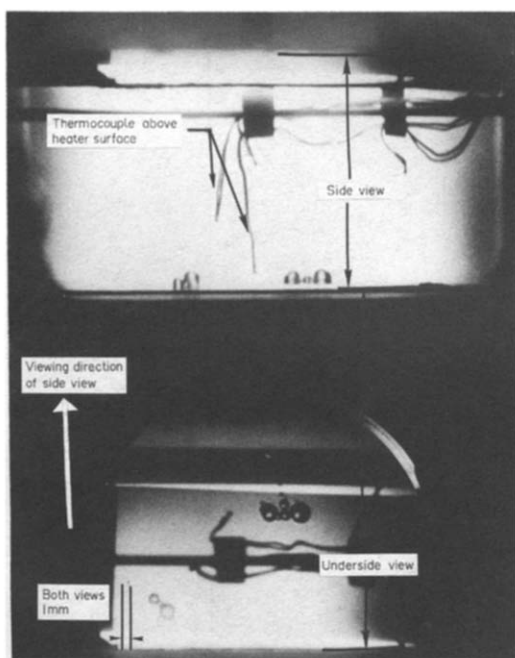 Thermocouple above
heater surface
Side view
Viewing direction
of side view
Underside view
Both views
1mm